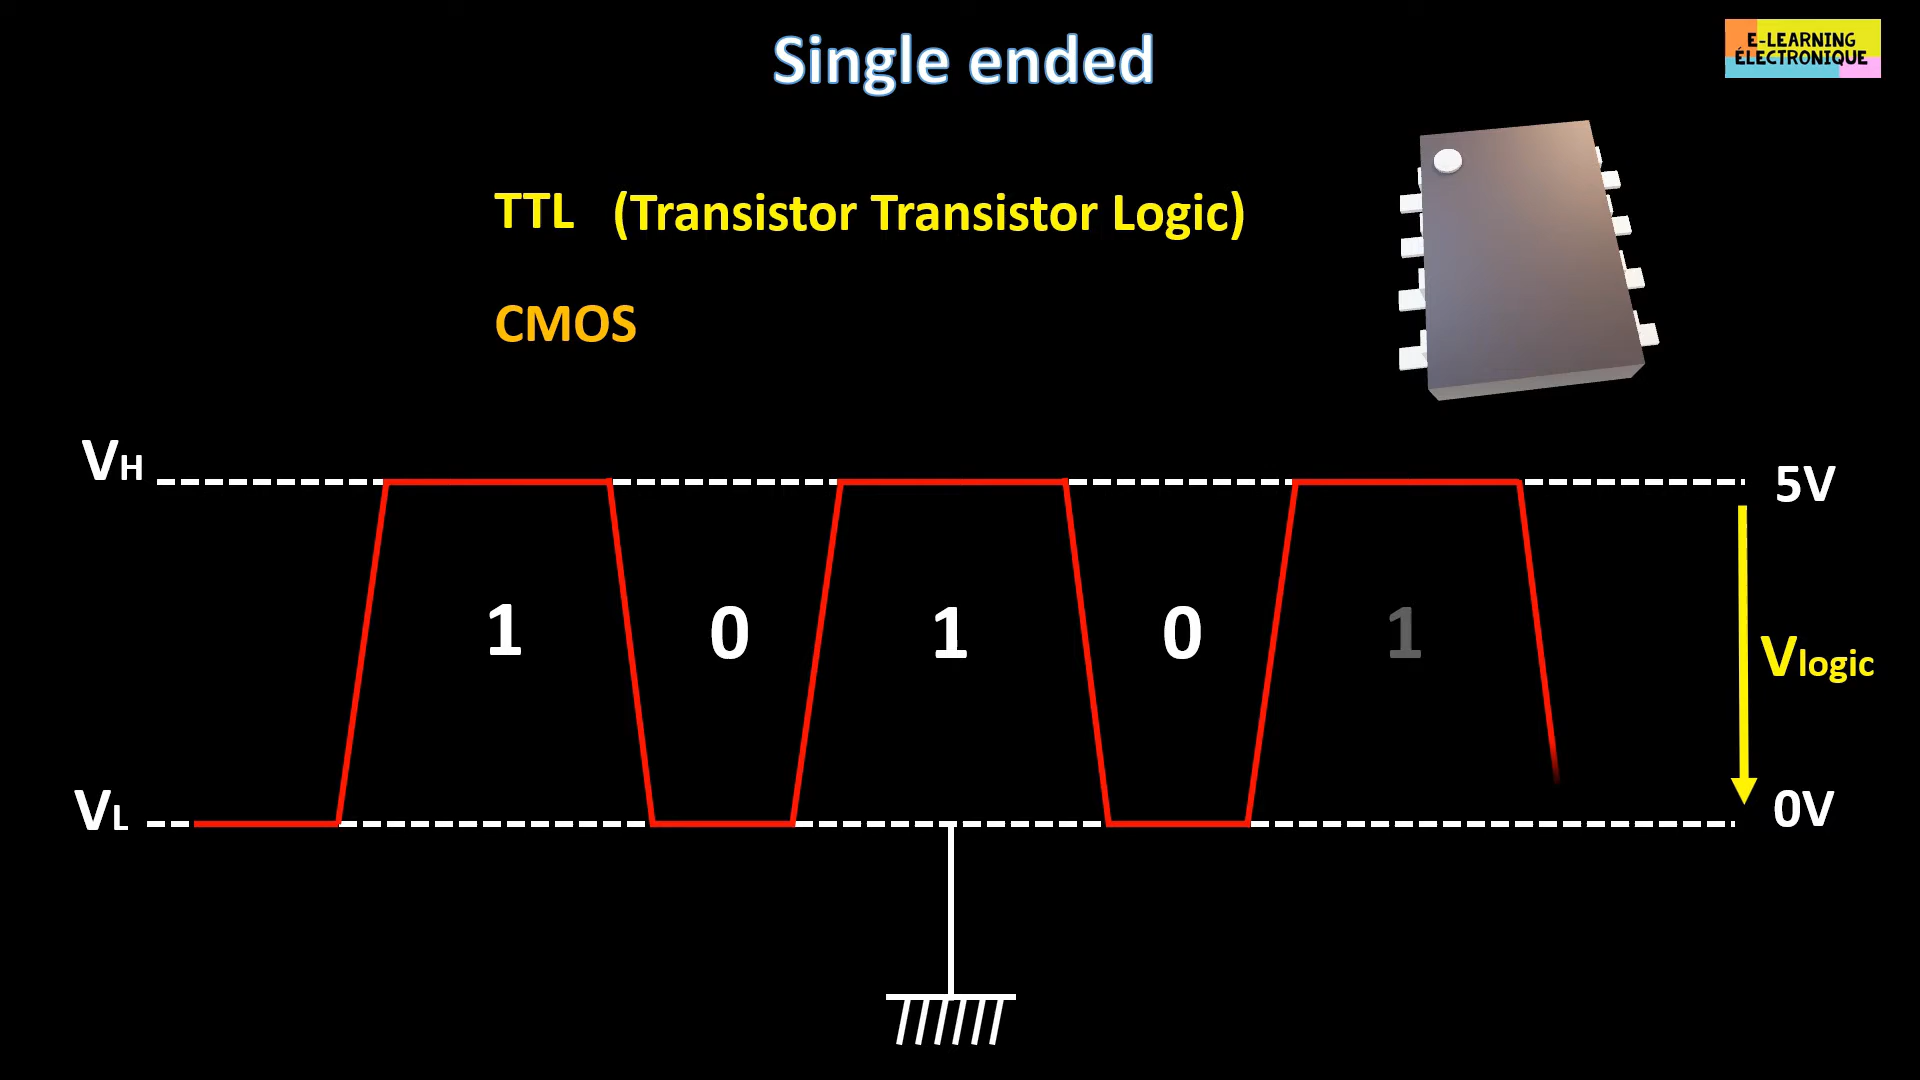 Single ended
E-LEARNING
ÉLECTRONIQUE
TTL (Transistor Transistor Logic)
CMOS
VH
5V
1 0 1 0 1
Vlogic
VL
0V